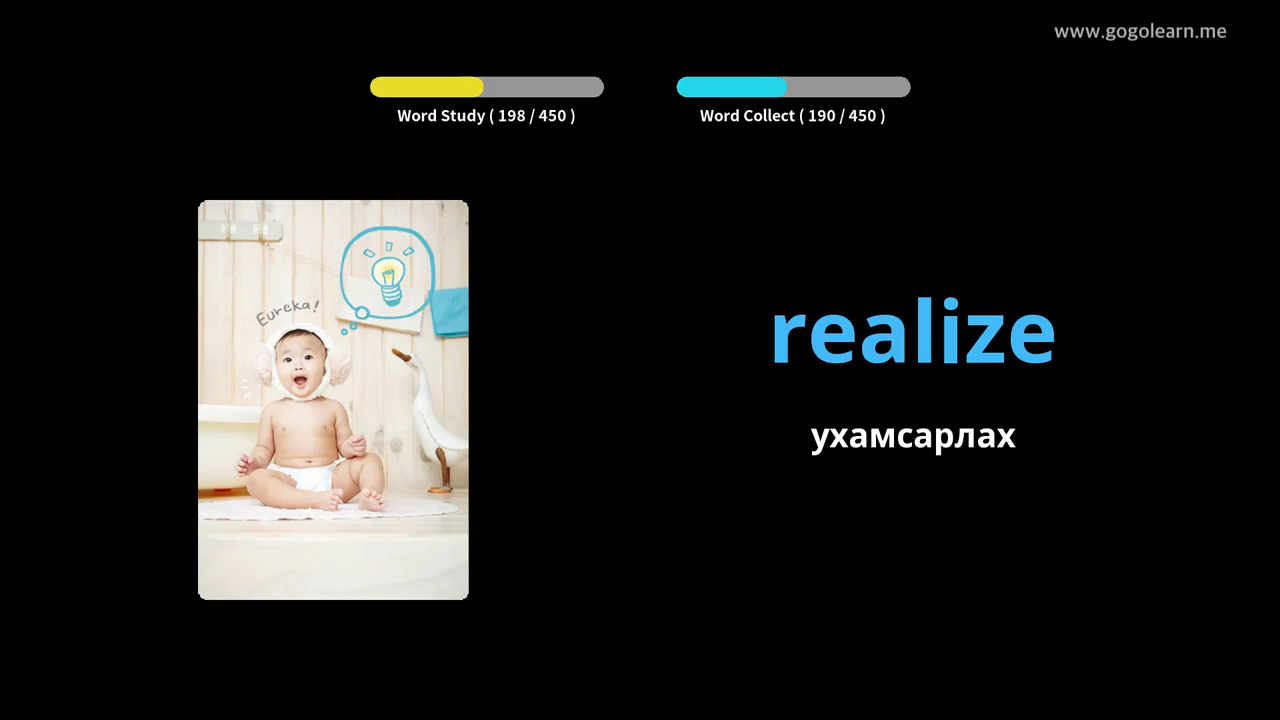 www.gogolearn.me
Word Study ( 198 / 450 )
Word Collect ( 190 / 450 )
Eureka!
realize
ухамсарлах